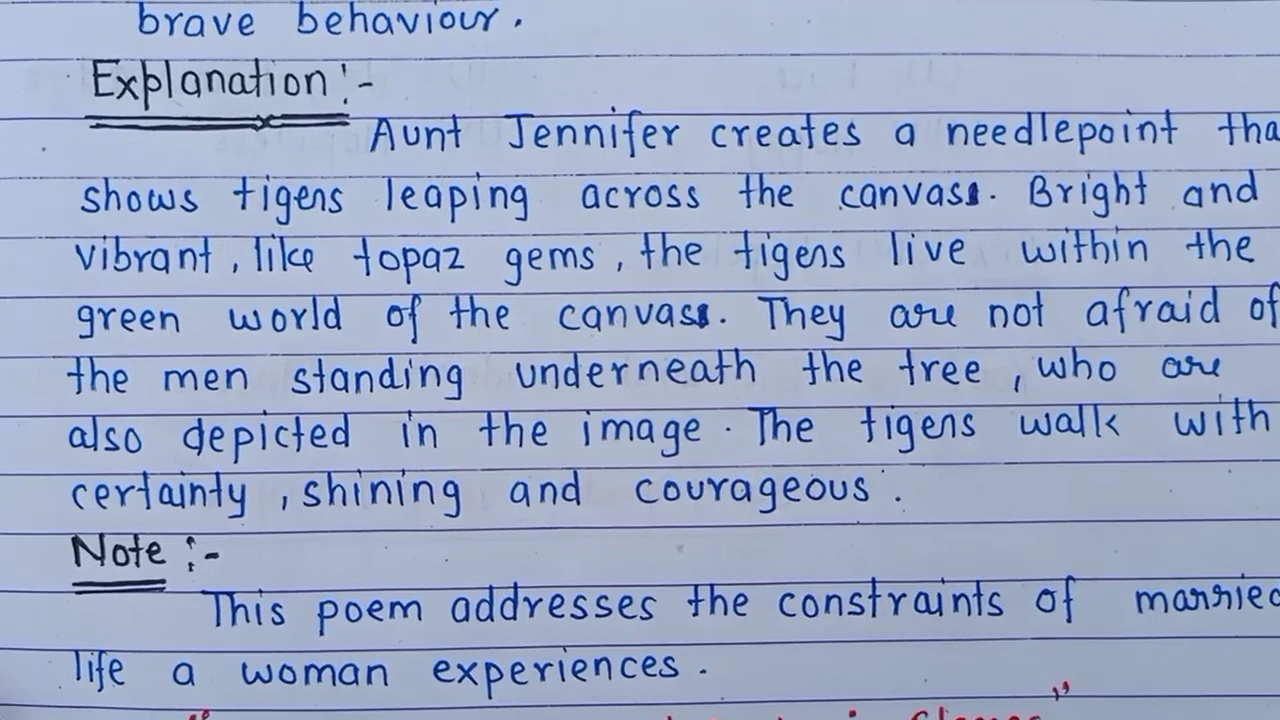 brave behaviour.
Explanation :-
Aunt Jennifer creates a needlepoint tha
shows tigers leaping across the canvass. Bright and
vibrant, like topaz gems, the tigers live within the
green world of the canvass. They are not afraid of
the men standing underneath the tree, who are
also depicted in the image. The tigers walk with
certainty, shining and courageous.
Note :-
This poem addresses the constraints of married
life a woman experiences.